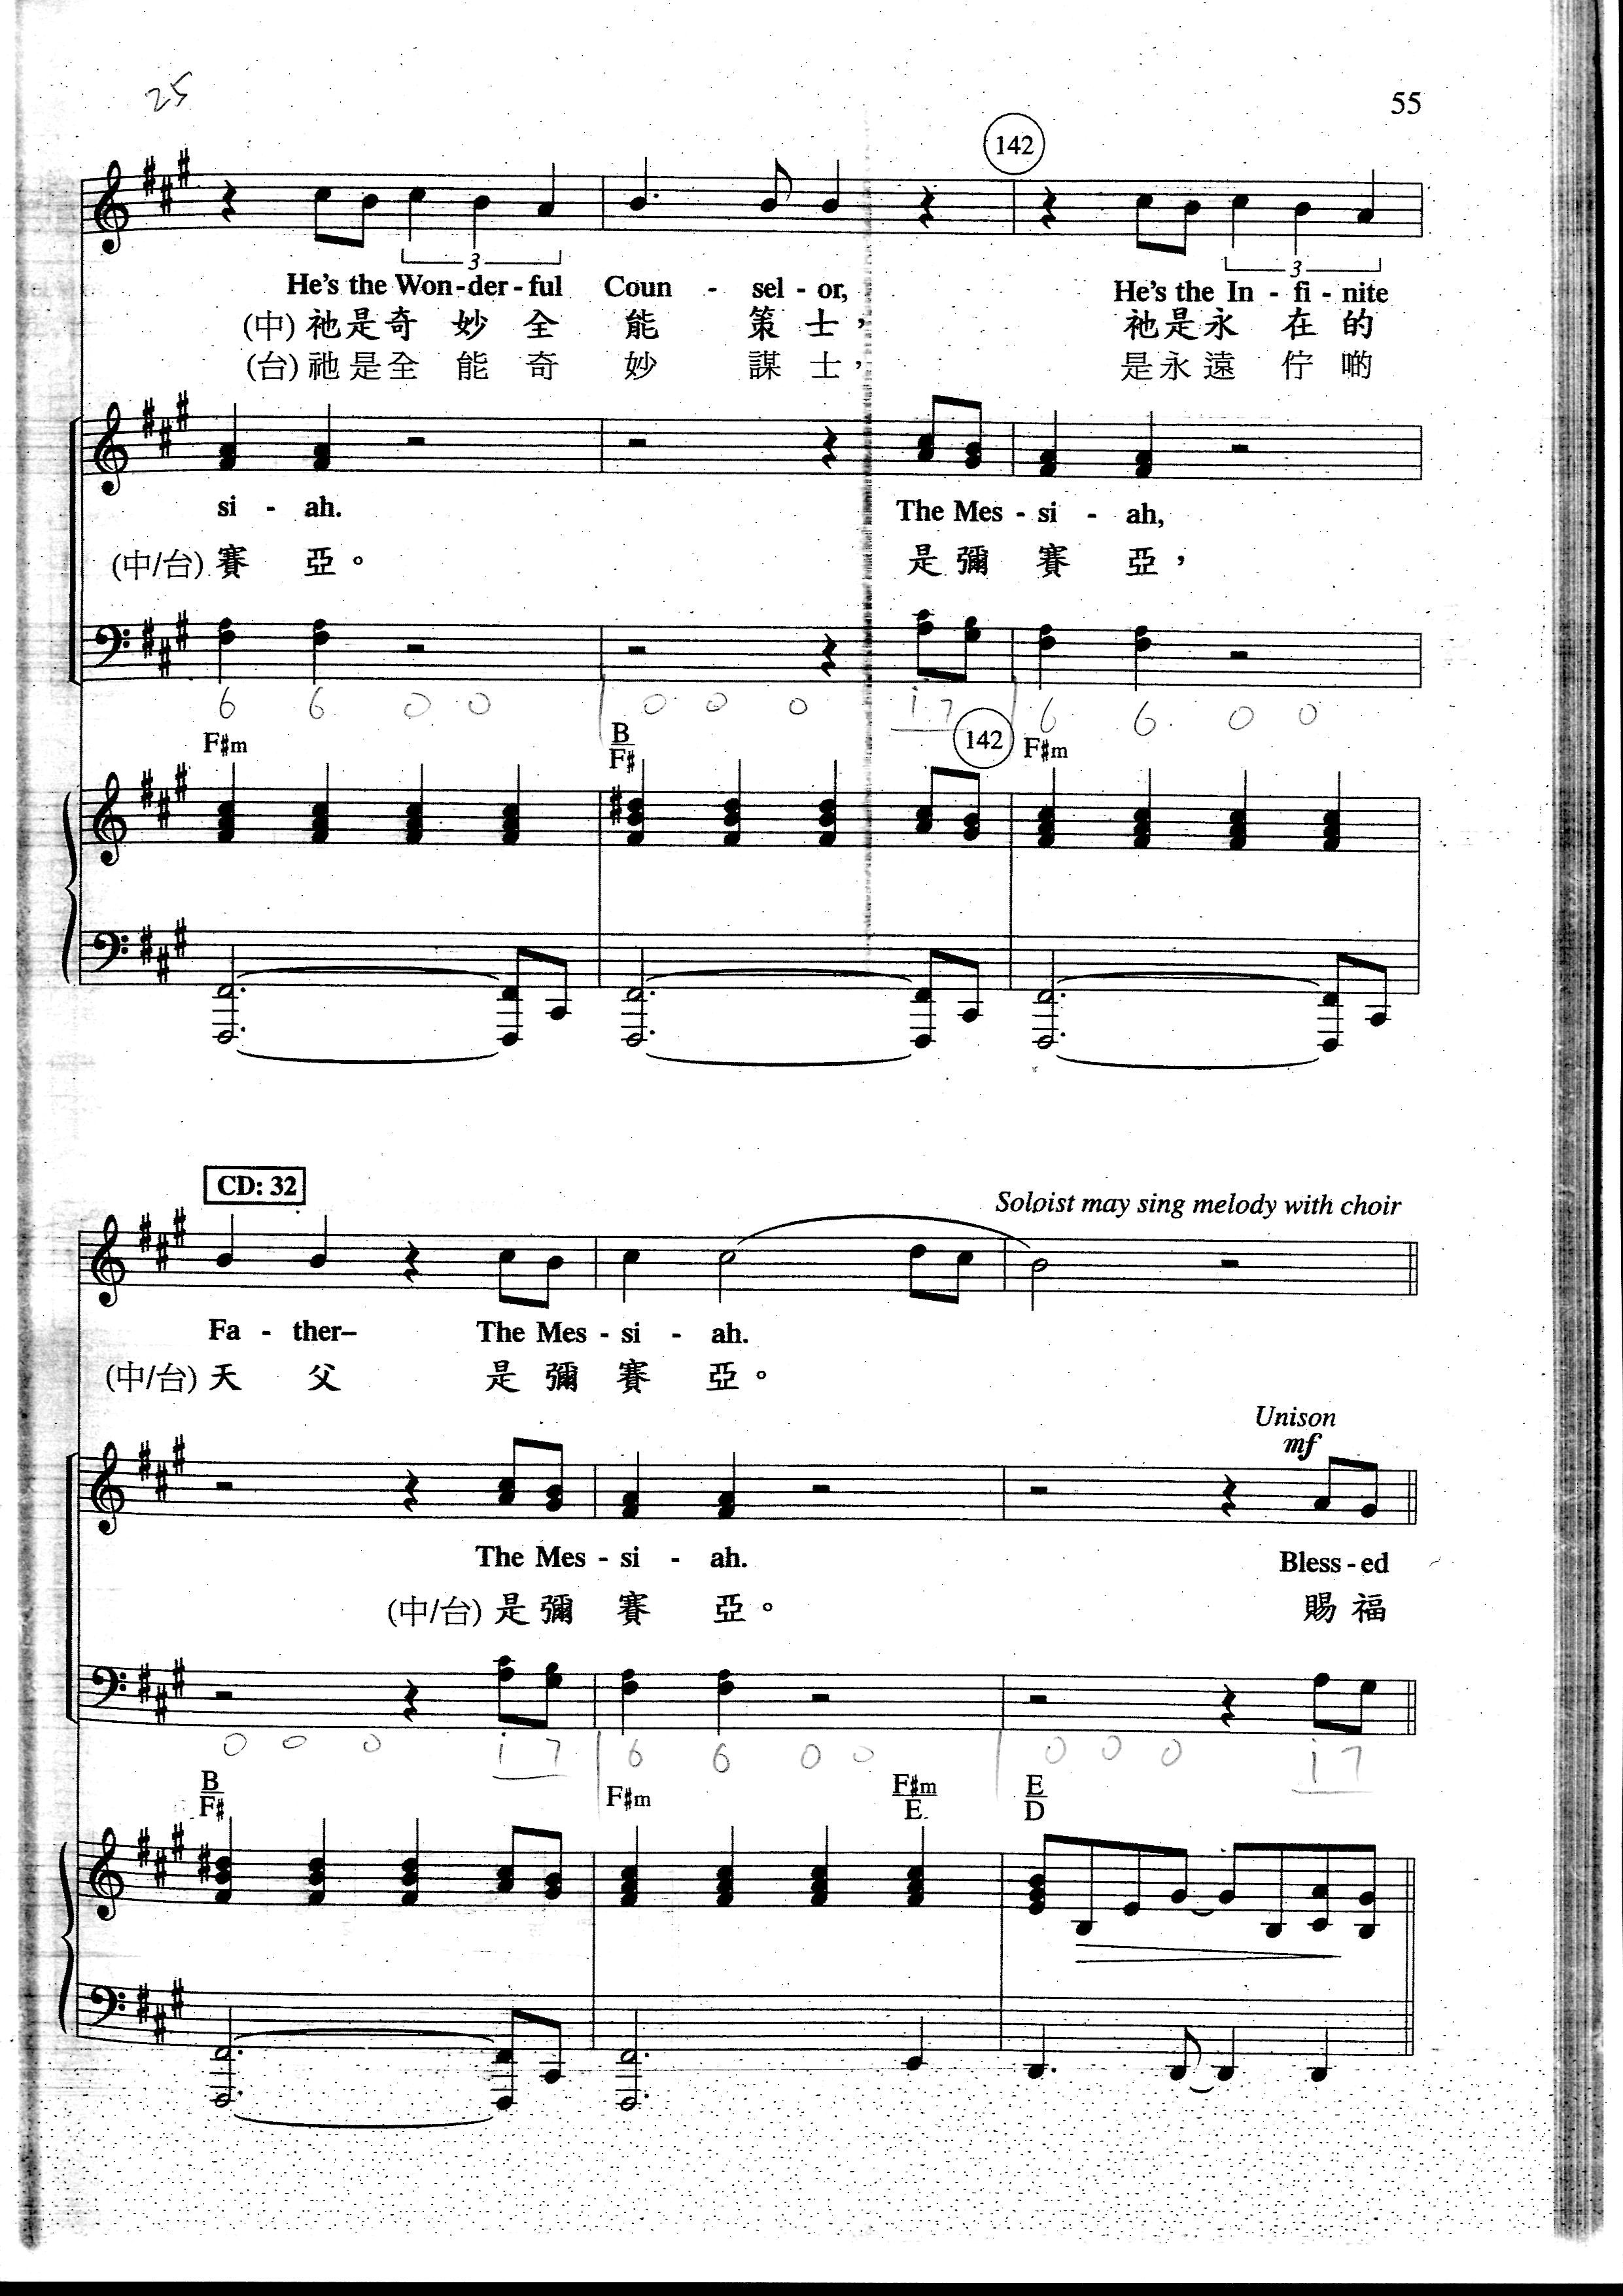 25
55
142
3
3
He's the Won-der-ful Coun - sel-or, He's the In - fi - nite
(中) 祂是奇 妙 全 能 策 士, 祂是永 在 的
(台) 祂是全 能 奇 妙 謀 士, 是永遠 佇 啲
si - ah. The Mes - si - ah,
(中/台) 賽 亞。 是彌 賽 亞,
6 6 0 0 0 0 0 i 7 6 6 0 0
F#m B/F# 142 F#m
CD: 32
Soloist may sing melody with choir
Fa - ther– The Mes - si - ah.
(中/台) 天 父 是 彌 賽 亞。
Unison
mf
The Mes - si - ah. Bless-ed
(中/台) 是彌 賽 亞。 賜福
0 0 0 i 7 6 6 0 0 0 0 0 i 7
B/F# F#m F#m/E E/D